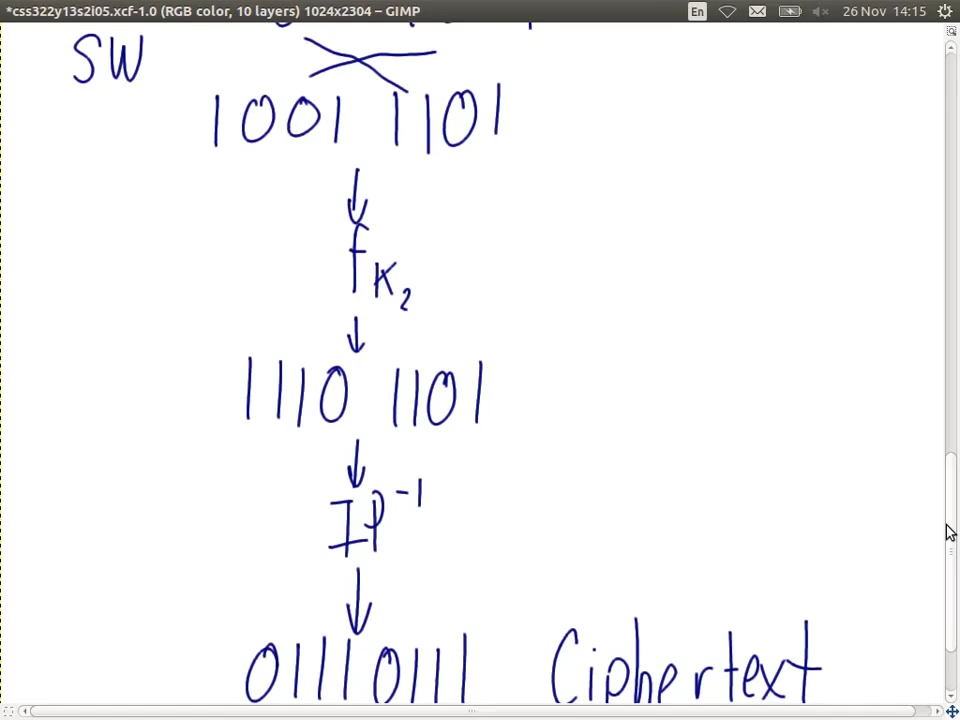 *css322y13s2i05.xcf-1.0 (RGB color, 10 layers) 1024x2304 – GIMP En 26 Nov 14:15
SW
1001 1101
fK2
1110 1101
IP-1
01110111 Ciphertext